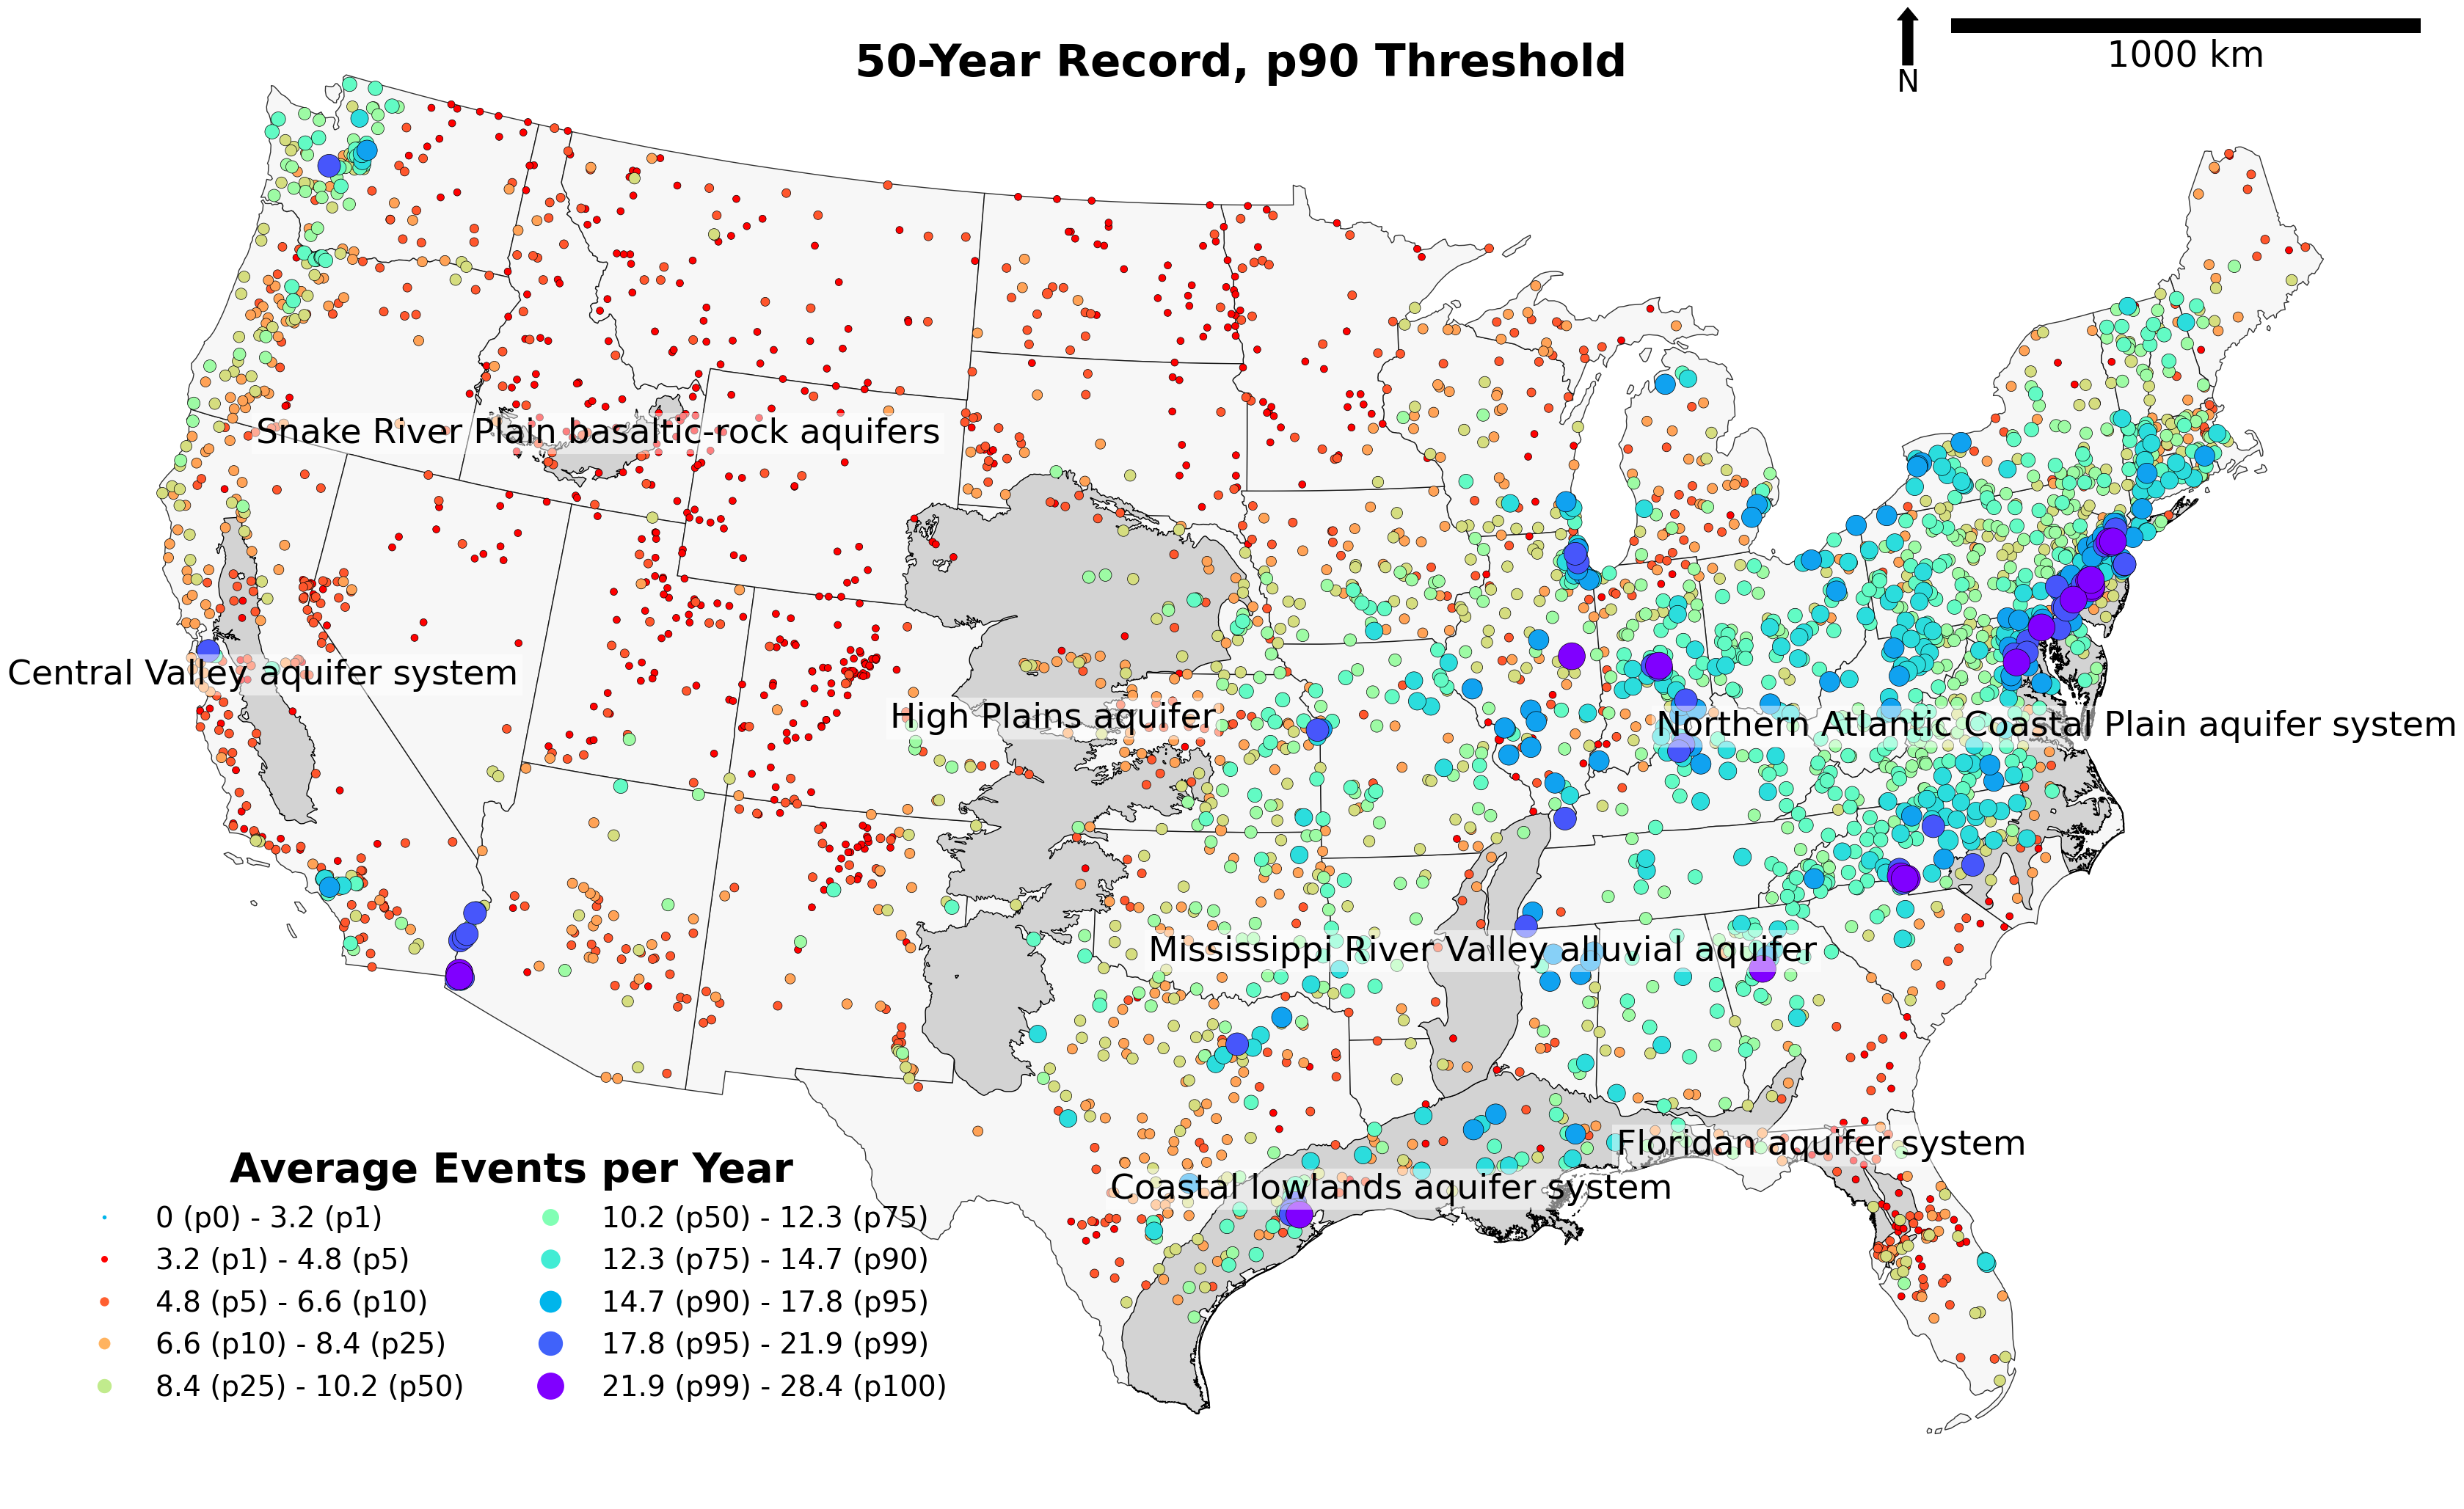 50-Year Record, p90 Threshold
1000 km
N
Snake River Plain basaltic-rock aquifers
Central Valley aquifer system
High Plains aquifer
Northern Atlantic Coastal Plain aquifer system
Mississippi River Valley alluvial aquifer
Floridan aquifer system
Coastal lowlands aquifer system
Average Events per Year
0 (p0) - 3.2 (p1)
3.2 (p1) - 4.8 (p5)
4.8 (p5) - 6.6 (p10)
6.6 (p10) - 8.4 (p25)
8.4 (p25) - 10.2 (p50)
10.2 (p50) - 12.3 (p75)
12.3 (p75) - 14.7 (p90)
14.7 (p90) - 17.8 (p95)
17.8 (p95) - 21.9 (p99)
21.9 (p99) - 28.4 (p100)